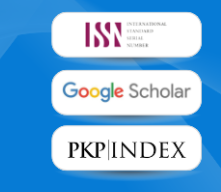 ISSN
INTERNATIONAL
STANDARD
SERIAL
NUMBER
Google Scholar
PKP|INDEX